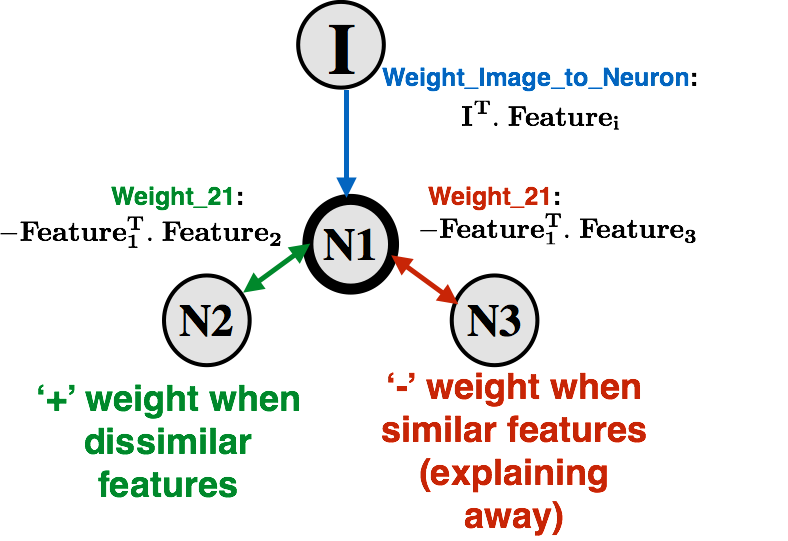 I
Weight_Image_to_Neuron:
I^T. Feature_i
Weight_21:
−Feature_1^T. Feature_2
Weight_21:
−Feature_1^T. Feature_3
N1
N2
N3
‘+’ weight when
dissimilar
features
‘-’ weight when
similar features
(explaining
away)